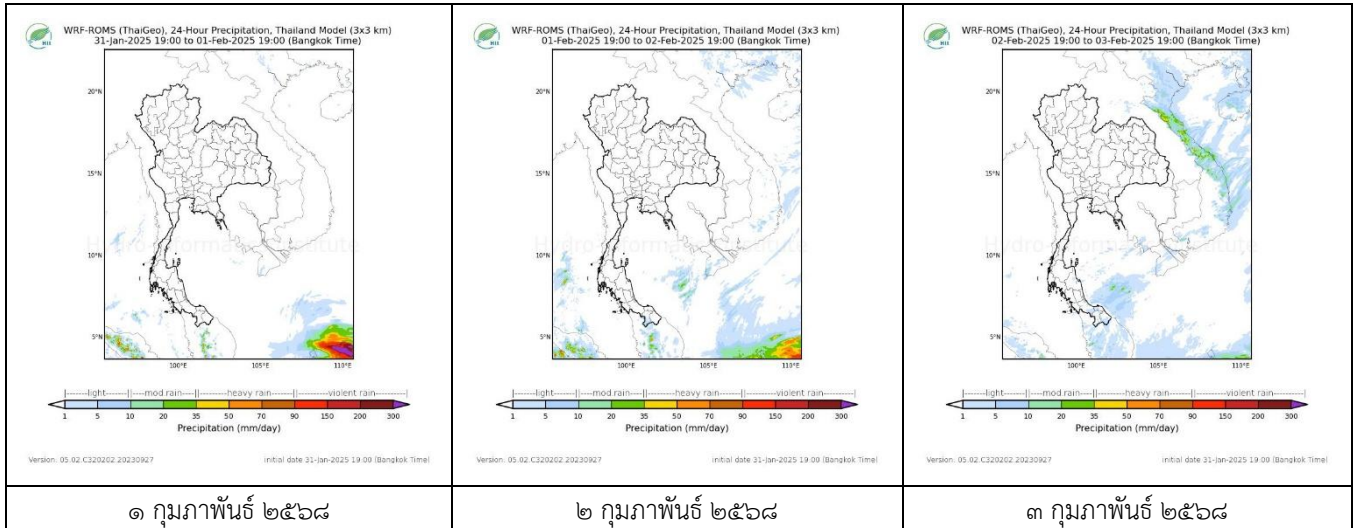 WRF-ROMS (ThaiGeo), 24-Hour Precipitation, Thailand Model (3x3 km)
31-Jan-2025 19:00 to 01-Feb-2025 19:00 (Bangkok Time)
HII
20°N
15°N
10°N
5°N
100°E
105°E
110°E
Hydro-Informatics Institute
light mod rain heavy rain violent rain
1 5 10 20 35 50 70 90 150 200 300
Precipitation (mm/day)
Version: 05.02.C320202.20230927
initial date 31-Jan-2025 19:00 (Bangkok Time)
๑ กุมภาพันธ์ ๒๕๖๘
WRF-ROMS (ThaiGeo), 24-Hour Precipitation, Thailand Model (3x3 km)
01-Feb-2025 19:00 to 02-Feb-2025 19:00 (Bangkok Time)
HII
20°N
15°N
10°N
5°N
100°E
105°E
110°E
Hydro-Informatics Institute
light mod rain heavy rain violent rain
1 5 10 20 35 50 70 90 150 200 300
Precipitation (mm/day)
Version: 05.02.C320202.20230927
initial date 31-Jan-2025 19:00 (Bangkok Time)
๒ กุมภาพันธ์ ๒๕๖๘
WRF-ROMS (ThaiGeo), 24-Hour Precipitation, Thailand Model (3x3 km)
02-Feb-2025 19:00 to 03-Feb-2025 19:00 (Bangkok Time)
HII
20°N
15°N
10°N
5°N
100°E
105°E
110°E
Hydro-Informatics Institute
light mod rain heavy rain violent rain
1 5 10 20 35 50 70 90 150 200 300
Precipitation (mm/day)
Version: 05.02.C320202.20230927
initial date 31-Jan-2025 19:00 (Bangkok Time)
๓ กุมภาพันธ์ ๒๕๖๘